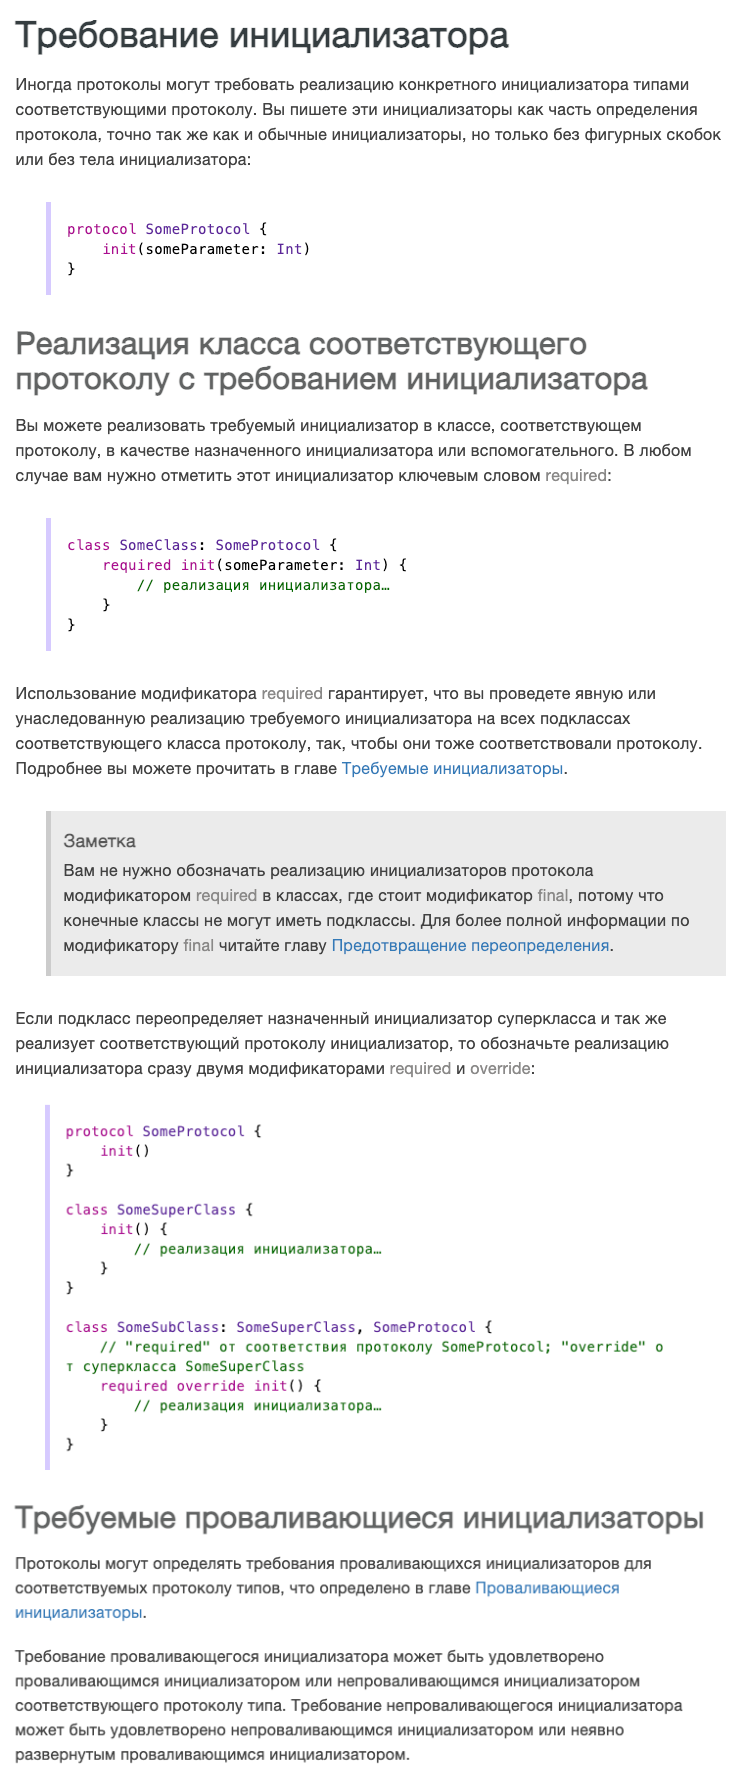 Требование инициализатора
Иногда протоколы могут требовать реализацию конкретного инициализатора типами
соответствующими протоколу. Вы пишете эти инициализаторы как часть определения
протокола, точно так же как и обычные инициализаторы, но только без фигурных скобок
или без тела инициализатора:
protocol SomeProtocol {
    init(someParameter: Int)
}
Реализация класса соответствующего
протоколу с требованием инициализатора
Вы можете реализовать требуемый инициализатор в классе, соответствующем
протоколу, в качестве назначенного инициализатора или вспомогательного. В любом
случае вам нужно отметить этот инициализатор ключевым словом required:
class SomeClass: SomeProtocol {
    required init(someParameter: Int) {
        // реализация инициализатора…
    }
}
Использование модификатора required гарантирует, что вы проведете явную или
унаследованную реализацию требуемого инициализатора на всех подклассах
соответствующего класса протоколу, так, чтобы они тоже соответствовали протоколу.
Подробнее вы можете прочитать в главе Требуемые инициализаторы.
Заметка
Вам не нужно обозначать реализацию инициализаторов протокола
модификатором required в классах, где стоит модификатор final, потому что
конечные классы не могут иметь подклассы. Для более полной информации по
модификатору final читайте главу Предотвращение переопределения.
Если подкласс переопределяет назначенный инициализатор суперкласса и так же
реализует соответствующий протоколу инициализатор, то обозначьте реализацию
инициализатора сразу двумя модификаторами required и override:
protocol SomeProtocol {
    init()
}
class SomeSuperClass {
    init() {
        // реализация инициализатора…
    }
}
class SomeSubClass: SomeSuperClass, SomeProtocol {
    // "required" от соответствия протоколу SomeProtocol; "override" о
т суперкласса SomeSuperClass
    required override init() {
        // реализация инициализатора…
    }
}
Требуемые проваливающиеся инициализаторы
Протоколы могут определять требования проваливающихся инициализаторов для
соответствуемых протоколу типов, что определено в главе Проваливающиеся
инициализаторы.
Требование проваливающегося инициализатора может быть удовлетворено
проваливающимся инициализатором или непроваливающимся инициализатором
соответствующего протоколу типа. Требование непроваливающегося инициализатора
может быть удовлетворено непроваливающимся инициализатором или неявно
развернутым проваливающимся инициализатором.